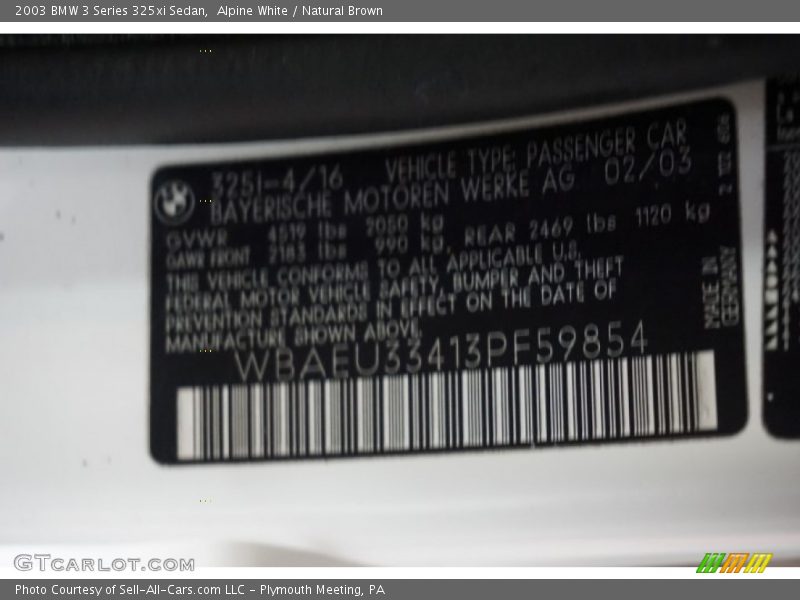 2003 BMW 3 Series 325xi Sedan,  Alpine White / Natural Brown
325I-4/16 VEHICLE TYPE: PASSENGER CAR
BAYERISCHE MOTOREN WERKE AG 02/03
GVWR 4519 lbs 2050 kg
GAWR FRONT 2183 lbs 990 kg, REAR 2469 lbs 1120 kg
THIS VEHICLE CONFORMS TO ALL APPLICABLE U.S.
FEDERAL MOTOR VEHICLE SAFETY, BUMPER AND THEFT
PREVENTION STANDARDS IN EFFECT ON THE DATE OF
MANUFACTURE SHOWN ABOVE.
WBAEU33413PF59854
MADE IN
GERMANY
GTCARLOT.COM
Photo Courtesy of Sell-All-Cars.com LLC - Plymouth Meeting, PA